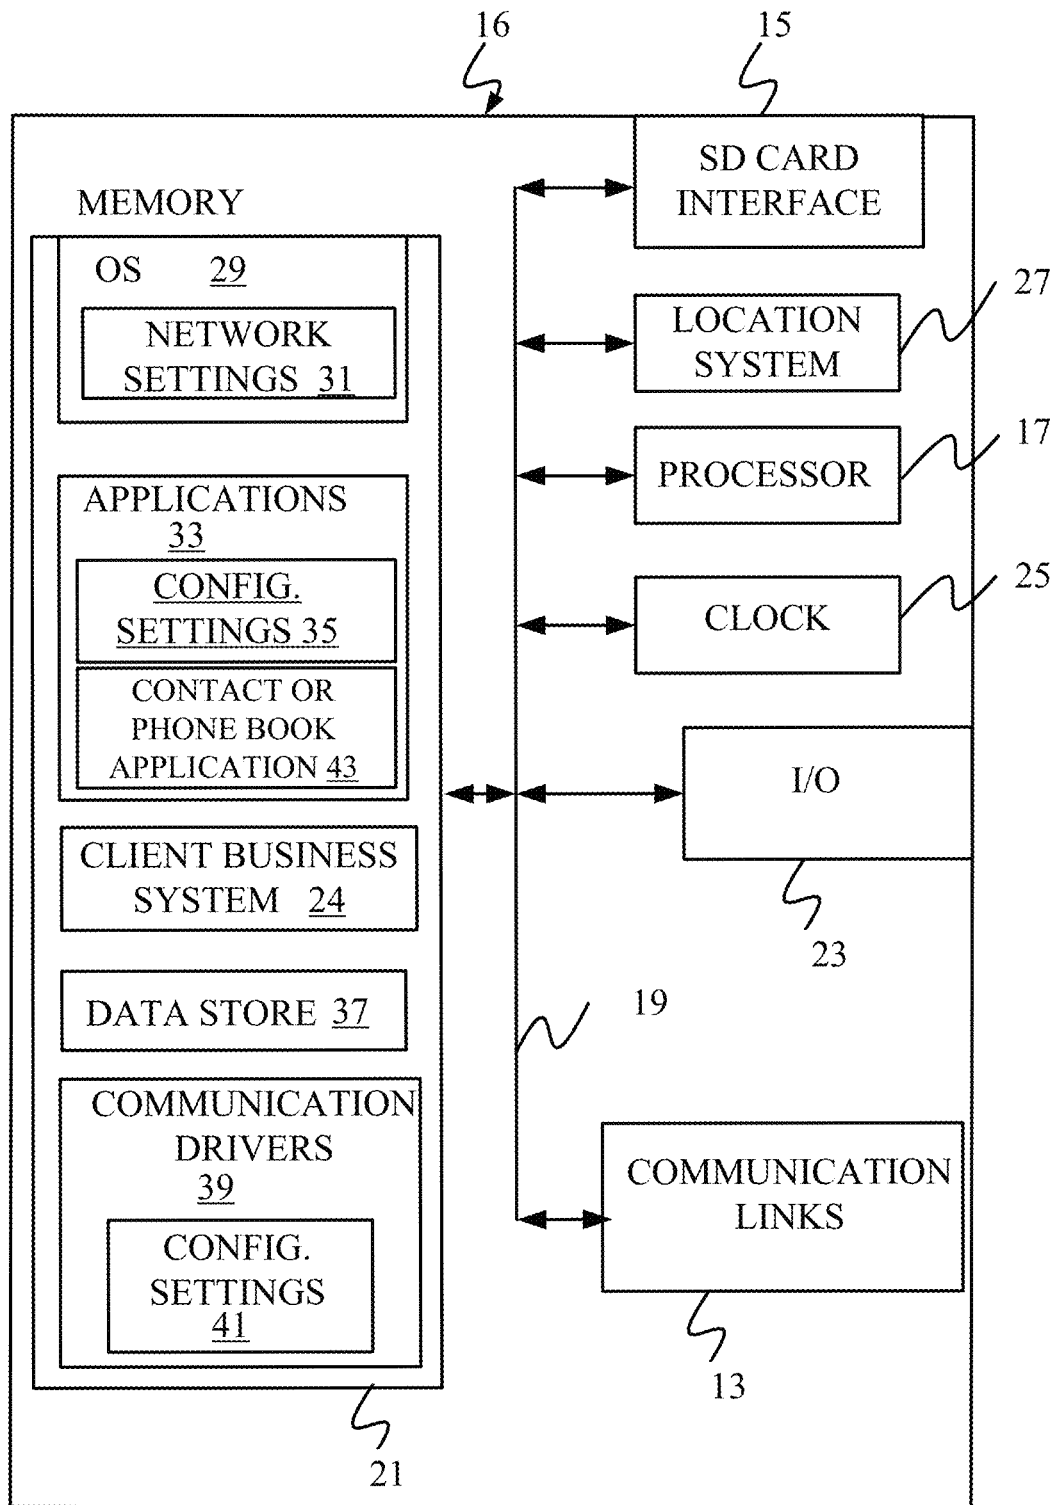 16
15
SD CARD
INTERFACE
MEMORY
OS 29
NETWORK
SETTINGS 31
27
LOCATION
SYSTEM
17
PROCESSOR
APPLICATIONS
33
CONFIG.
SETTINGS 35
25
CLOCK
CONTACT OR
PHONE BOOK
APPLICATION 43
I/O
CLIENT BUSINESS
SYSTEM 24
23
DATA STORE 37
19
COMMUNICATION
DRIVERS
39
CONFIG.
SETTINGS
41
COMMUNICATION
LINKS
13
21